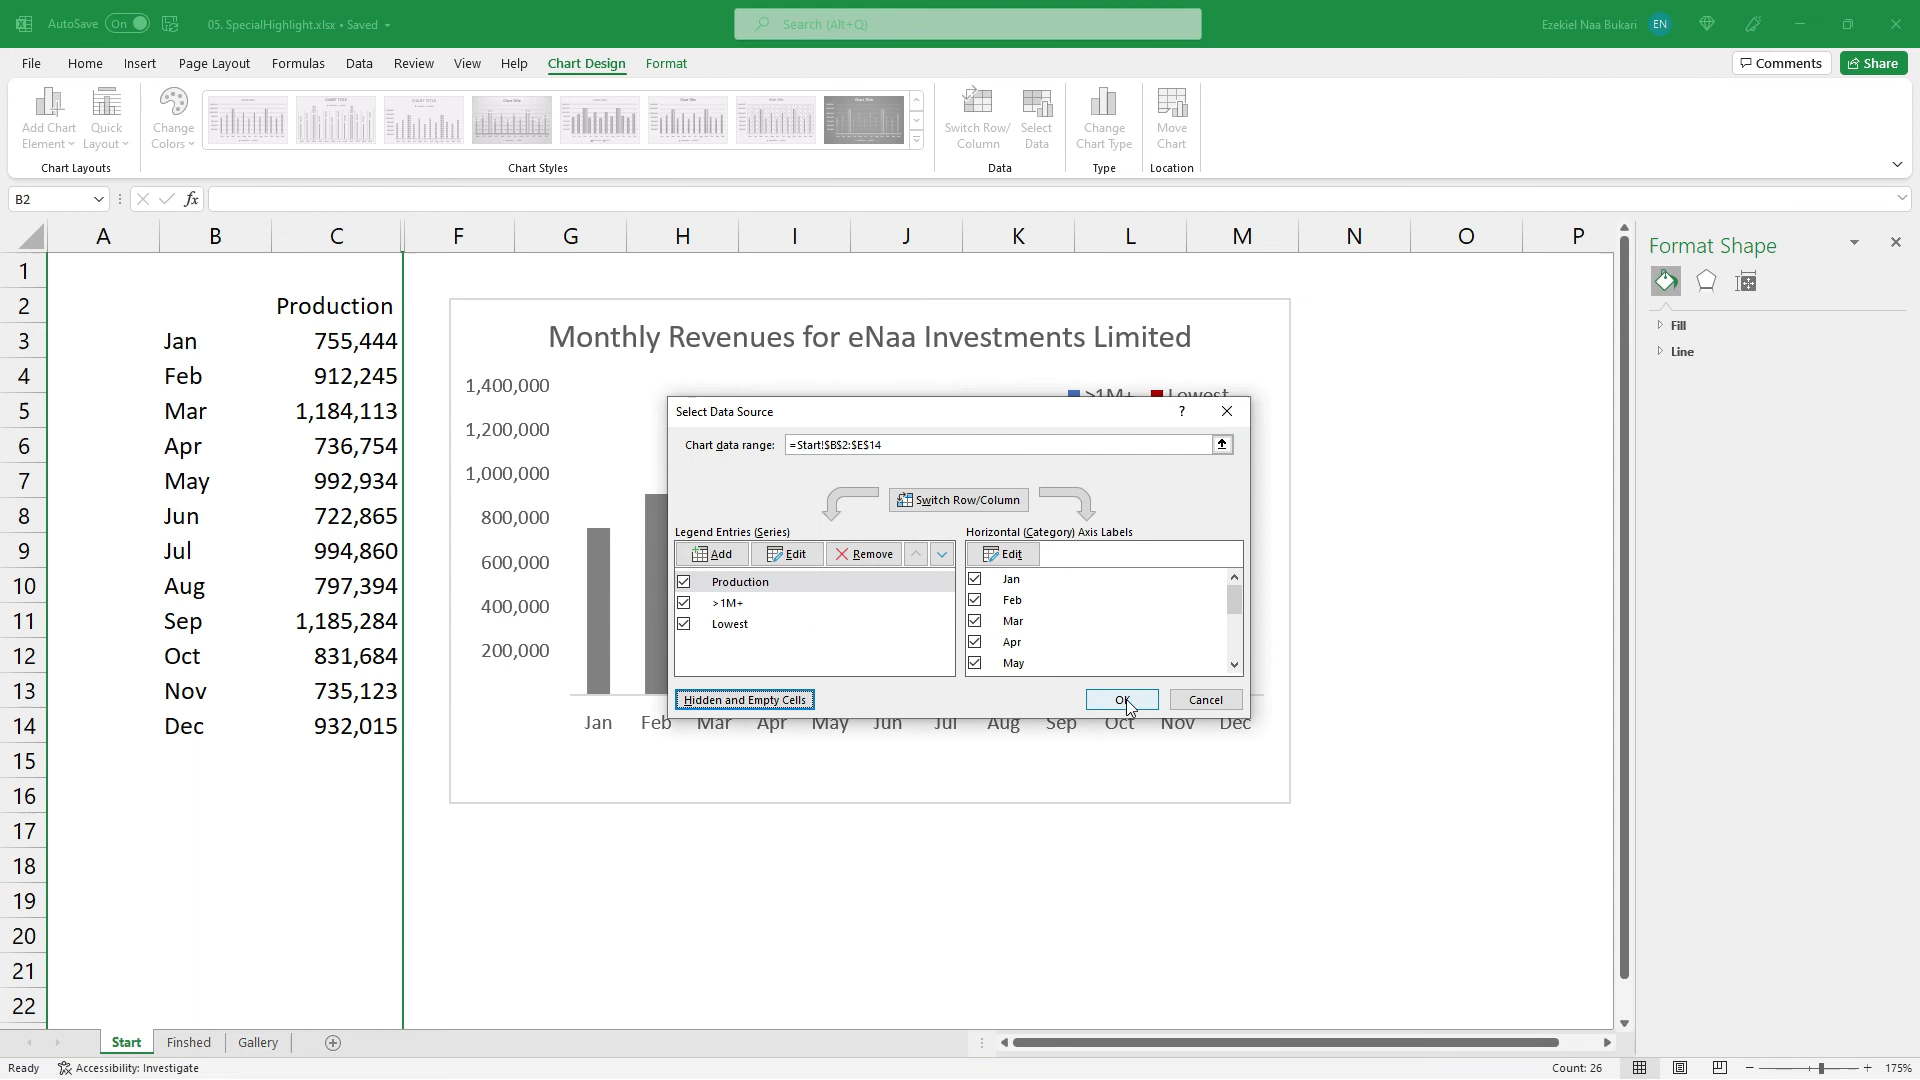 AutoSave On 05. SpecialHighlight.xlsx • Saved Search (Alt+Q) Ezekiel Naa Bukari EN
File Home Insert Page Layout Formulas Data Review View Help Chart Design Format Comments Share
Add Chart Element Quick Layout Change Colors Switch Row/ Column Select Data Change Chart Type Move Chart
Chart Layouts Chart Styles Data Type Location
B2 fx
A B C F G H I J K L M N O P
Format Shape
Fill
Line
1
2 Production
3 Jan 755,444
4 Feb 912,245
5 Mar 1,184,113
6 Apr 736,754
7 May 992,934
8 Jun 722,865
9 Jul 994,860
10 Aug 797,394
11 Sep 1,185,284
12 Oct 831,684
13 Nov 735,123
14 Dec 932,015
15
16
17
18
19
20
21
22
Monthly Revenues for eNaa Investments Limited
1,400,000
1,200,000
1,000,000
800,000
600,000
400,000
200,000
>1M+ Lowest
Jan Feb Mar Apr May Jun Jul Aug Sep Oct Nov Dec
Select Data Source ?
Chart data range: =Start!$B$2:$E$14
Switch Row/Column
Legend Entries (Series) Horizontal (Category) Axis Labels
Add Edit Remove Edit
Production
>1M+
Lowest
Jan
Feb
Mar
Apr
May
Hidden and Empty Cells OK Cancel
Start Finshed Gallery
Ready Accessibility: Investigate Count: 26 175%